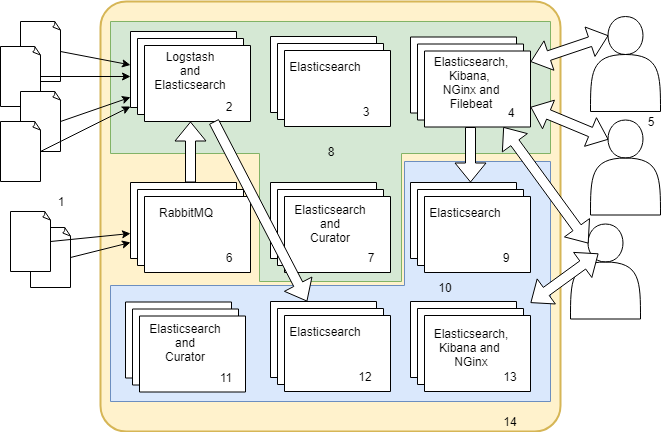 Logstash
and
Elasticsearch
2
Elasticsearch
3
Elasticsearch,
Kibana,
NGinx and
Filebeat
4
5
8
1
RabbitMQ
6
Elasticsearch
and
Curator
7
Elasticsearch
9
10
Elasticsearch
and
Curator
11
Elasticsearch
12
Elasticsearch,
Kibana and
NGinx
13
14